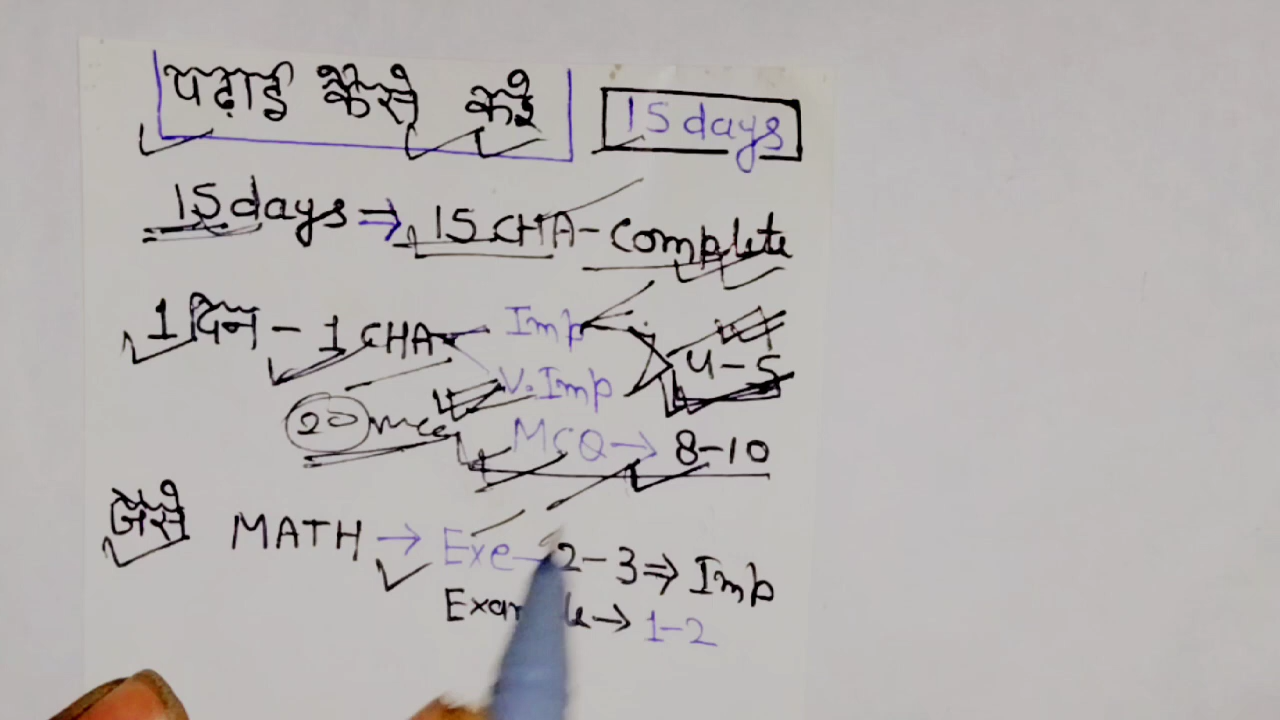 पढ़ाई कैसे करे 15 days
15 days ⇒ 15 CHA - Complete
1 दिन - 1 CHA Imp
V. Imp 4-5
20 MCQ → 8-10
जैसे MATH → Exe → 2-3 ⇒ Imp
→ 1-2